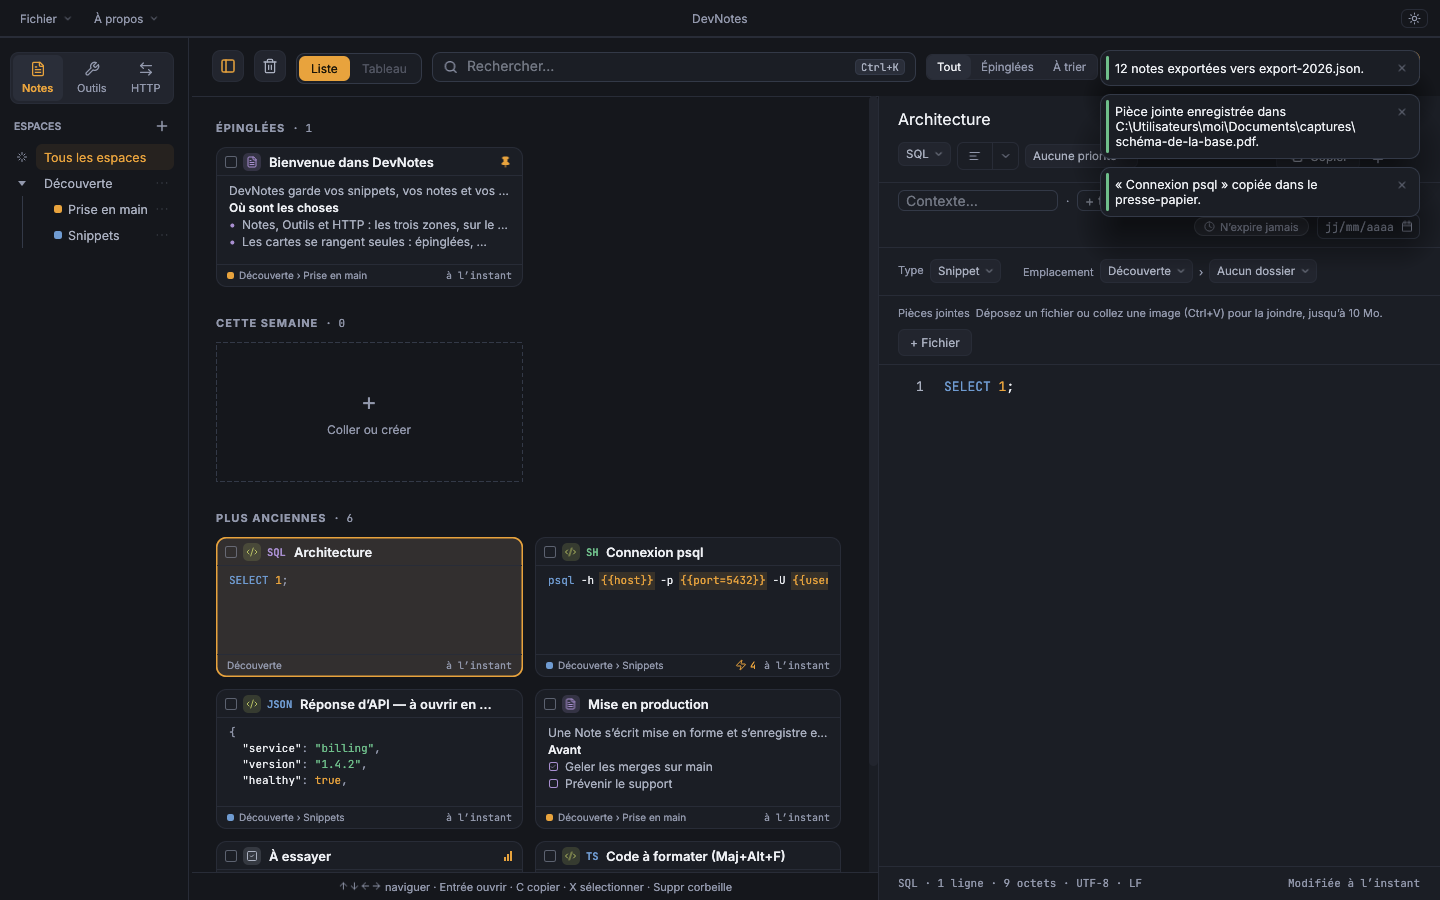 Fichier
À propos
DevNotes
Notes
Outils
HTTP
ESPACES
Tous les espaces
Découverte
Prise en main
Snippets
Liste
Tableau
Rechercher...
Ctrl+K
Tout
Épinglées
À trier
ÉPINGLÉES · 1
Bienvenue dans DevNotes
DevNotes garde vos snippets, vos notes et vos ...
Où sont les choses
• Notes, Outils et HTTP : les trois zones, sur le ...
• Les cartes se rangent seules : épinglées, ...
Découverte › Prise en main
à l’instant
CETTE SEMAINE · 0
+
Coller ou créer
PLUS ANCIENNES · 6
SQL Architecture
SELECT 1;
Découverte
à l’instant
SH Connexion psql
psql -h {{host}} -p {{port=5432}} -U {{user
Découverte › Snippets
4 à l’instant
JSON Réponse d’API — à ouvrir en ...
{
"service": "billing",
"version": "1.4.2",
"healthy": true,
Découverte › Snippets
à l’instant
Mise en production
Une Note s’écrit mise en forme et s’enregistre e...
Avant
Geler les merges sur main
Prévenir le support
Découverte › Prise en main
à l’instant
À essayer
TS Code à formater (Maj+Alt+F)
↑↓←→ naviguer · Entrée ouvrir · C copier · X sélectionner · Suppr corbeille
12 notes exportées vers export-2026.json.
Pièce jointe enregistrée dans
C:\Utilisateurs\moi\Documents\captures\
schéma-de-la-base.pdf.
« Connexion psql » copiée dans le
presse-papier.
Architecture
SQL
Aucune priorité
Copier
Contexte...
·
N’expire jamais
jj/mm/aaaa
Type
Snippet
Emplacement
Découverte
›
Aucun dossier
Pièces jointes Déposez un fichier ou collez une image (Ctrl+V) pour la joindre, jusqu’à 10 Mo.
+ Fichier
1 SELECT 1;
SQL · 1 ligne · 9 octets · UTF-8 · LF
Modifiée à l’instant